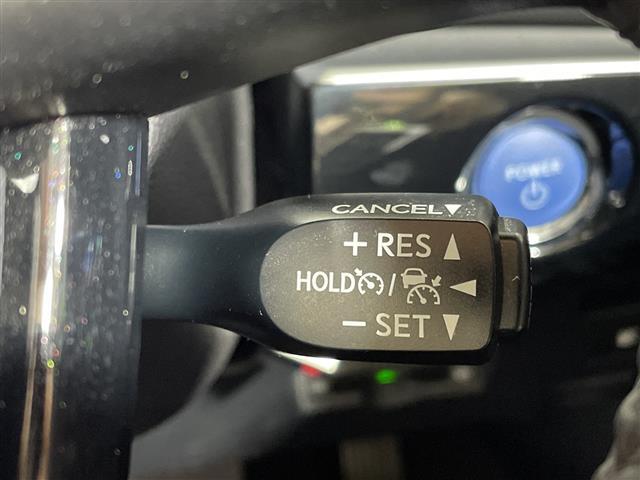 POWER
CANCEL▼
+ RES ▲
HOLD / ◄
− SET ▼